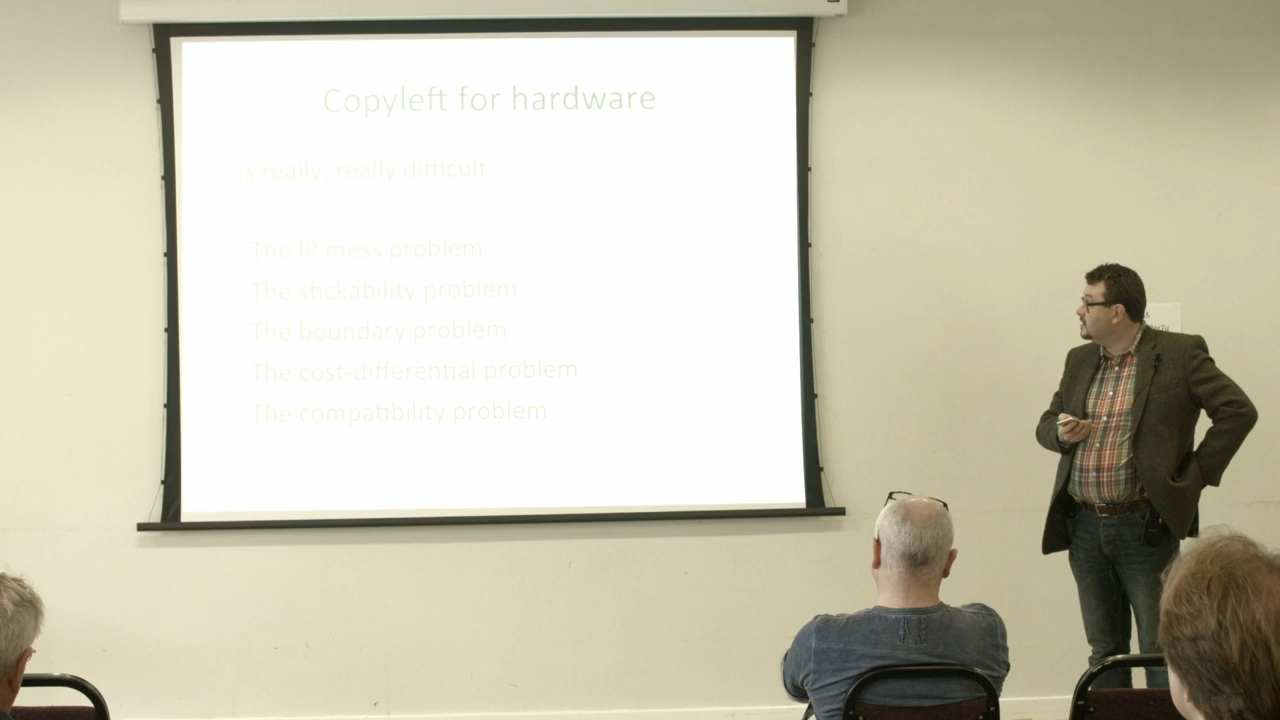 Copyleft for hardware
- is really, really difficult.
- The IP mess problem
The stickability problem
- The boundary problem
- The cost-differential problem
- The compatibility problem